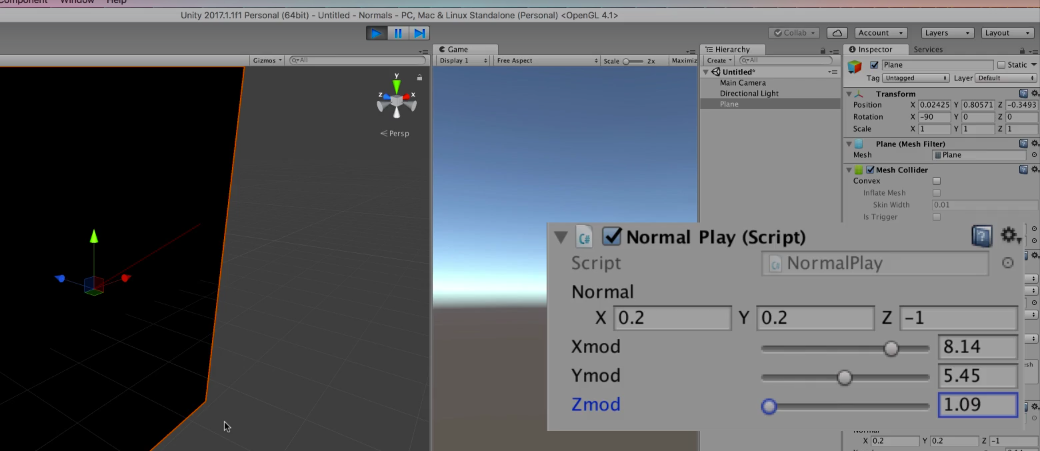 Component Window Help
Unity 2017.1.1f1 Personal (64bit) - Untitled - Normals - PC, Mac & Linux Standalone (Personal) <OpenGL 4.1>
Collab Account Layers Layout
Gizmos All
y
z x
Persp
Game
Display 1 Free Aspect Scale 2x Maximiz
Hierarchy
Create All
Untitled*
Main Camera
Directional Light
Plane
Inspector Services
Plane Static
Tag Untagged Layer Default
Transform
Position X 0.02425 Y 0.80571 Z -0.3493
Rotation X -90 Y 0 Z 0
Scale X 1 Y 1 Z 1
Plane (Mesh Filter)
Mesh Plane
Mesh Collider
Convex
Inflate Mesh
Skin Width 0.01
Is Trigger
Normal Play (Script)
Script NormalPlay
Normal
X 0.2 Y 0.2 Z -1
Xmod 8.14
Ymod 5.45
Zmod 1.09
Normal
X 0.2 Y 0.2 Z -1